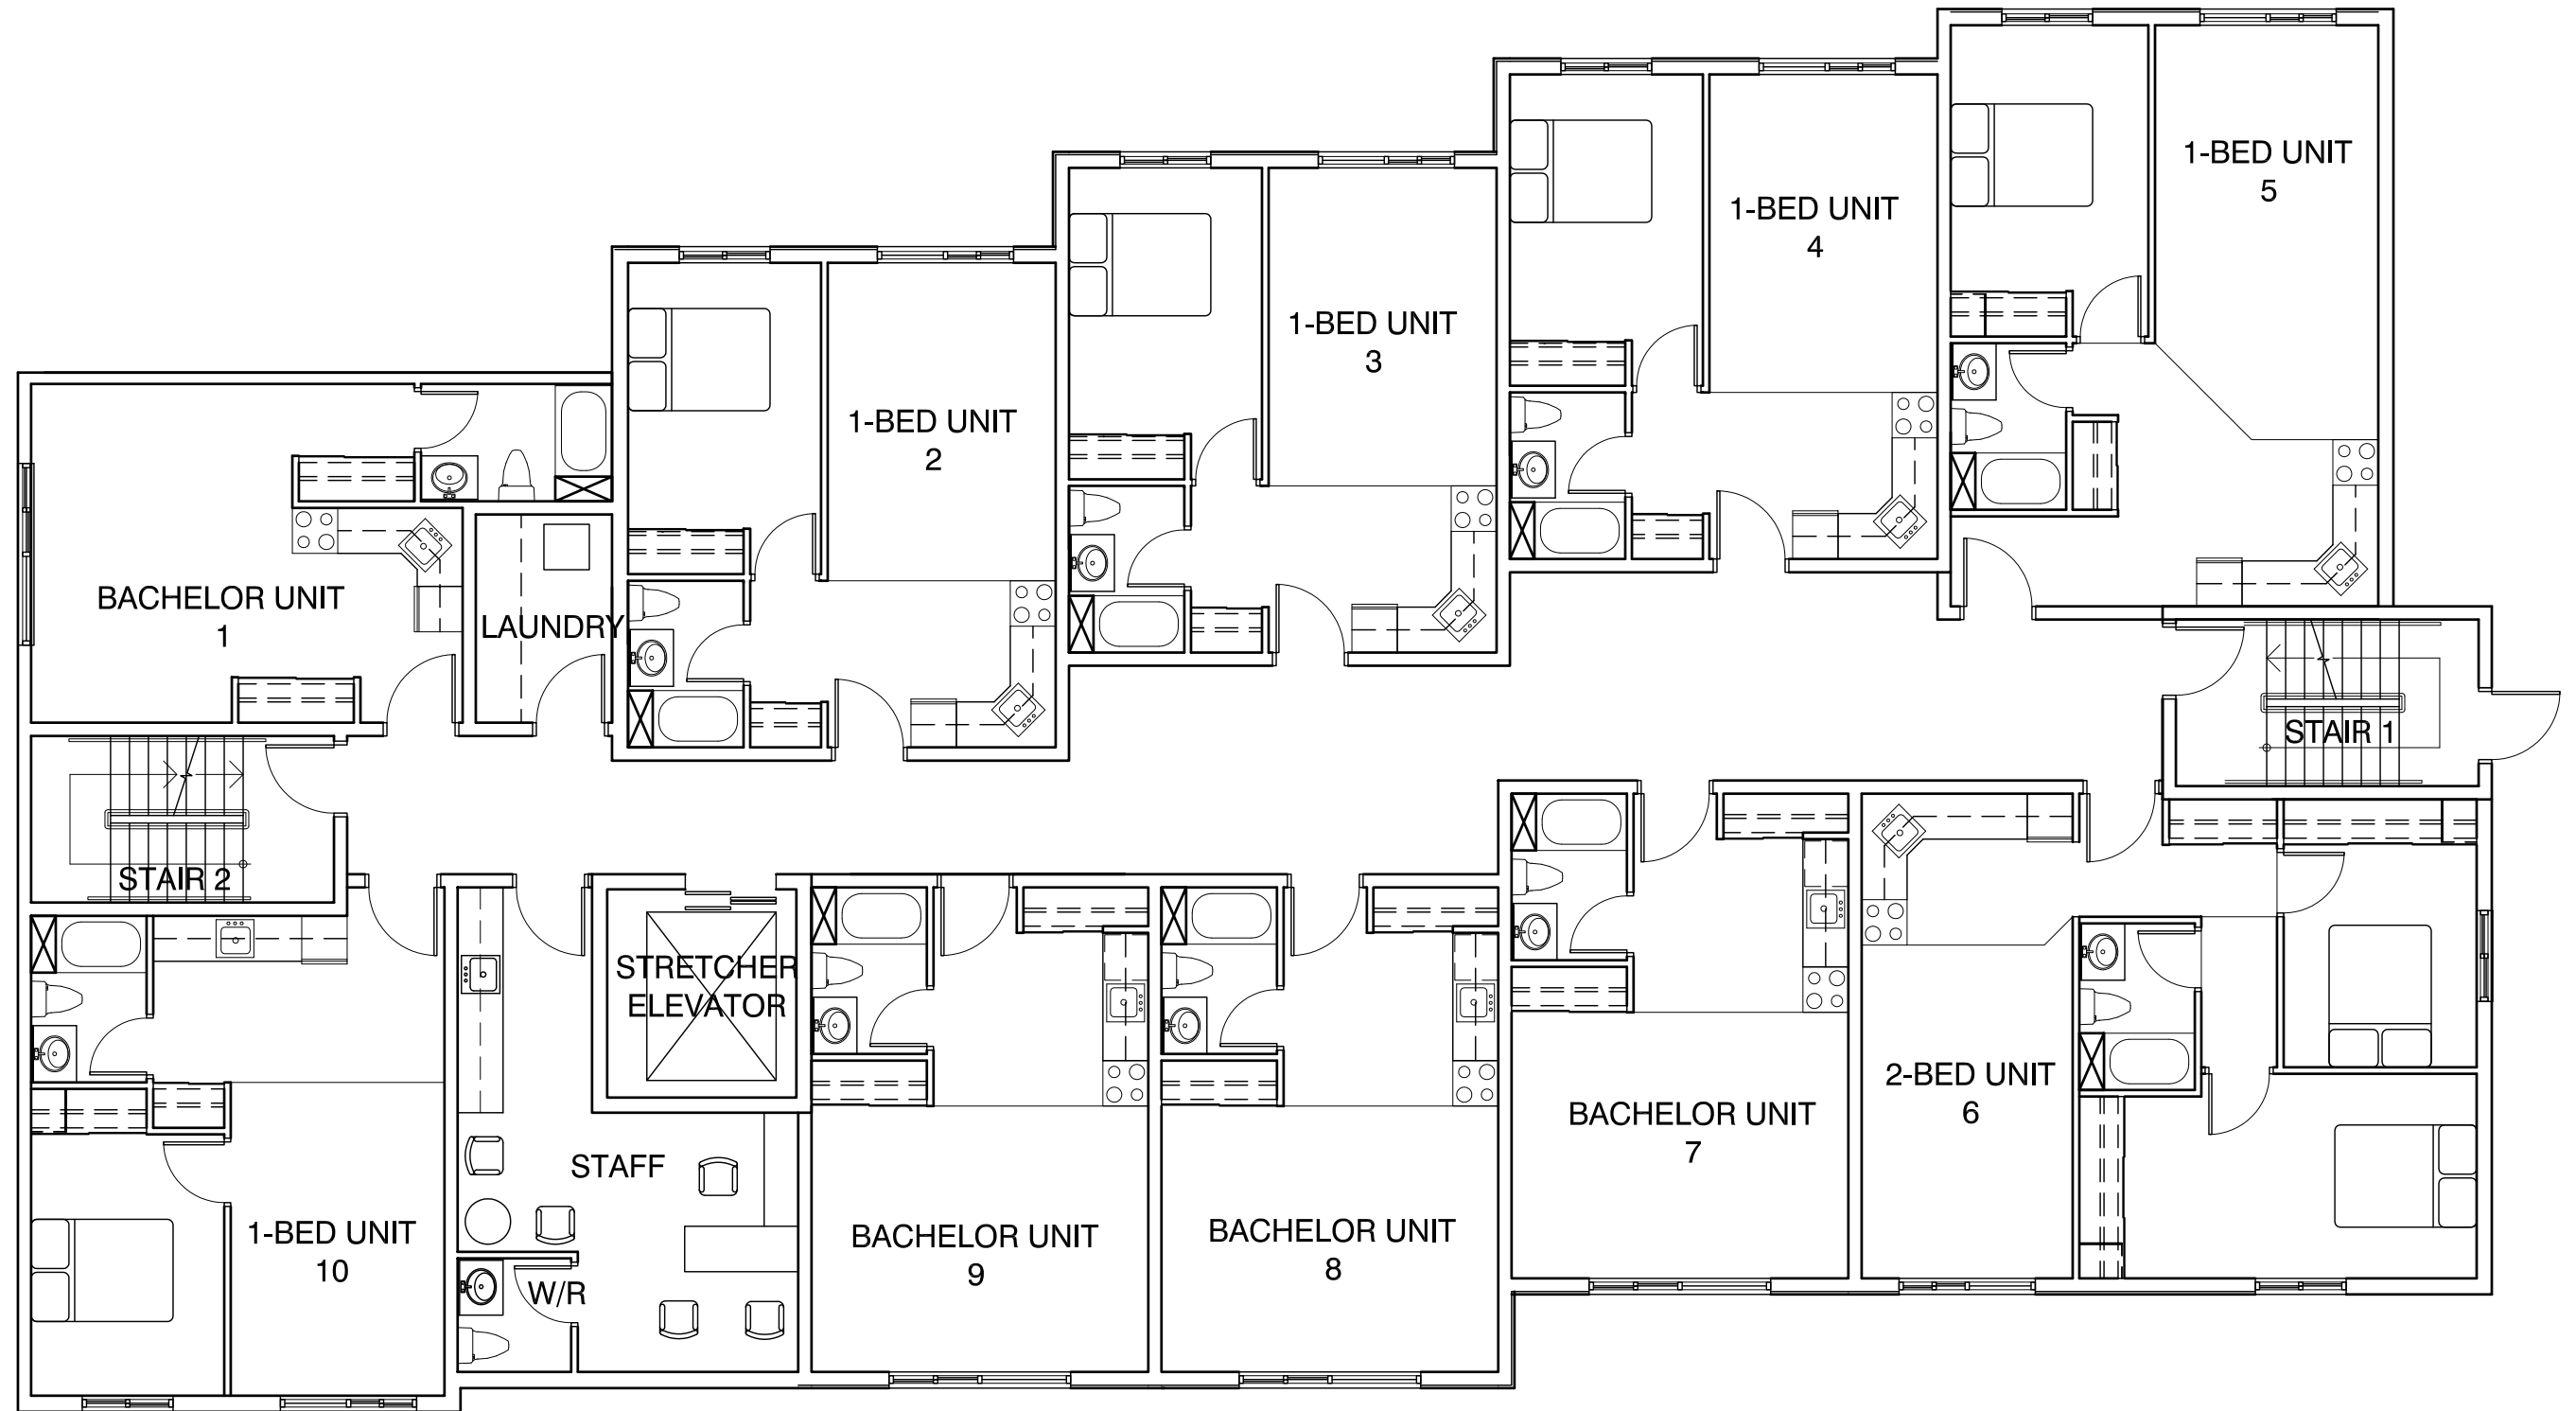 1-BED UNIT
5
1-BED UNIT
4
1-BED UNIT
3
1-BED UNIT
2
BACHELOR UNIT
1
LAUNDRY
STAIR 1
STAIR 2
STRETCHER
ELEVATOR
2-BED UNIT
6
BACHELOR UNIT
7
BACHELOR UNIT
8
BACHELOR UNIT
9
STAFF
W/R
1-BED UNIT
10